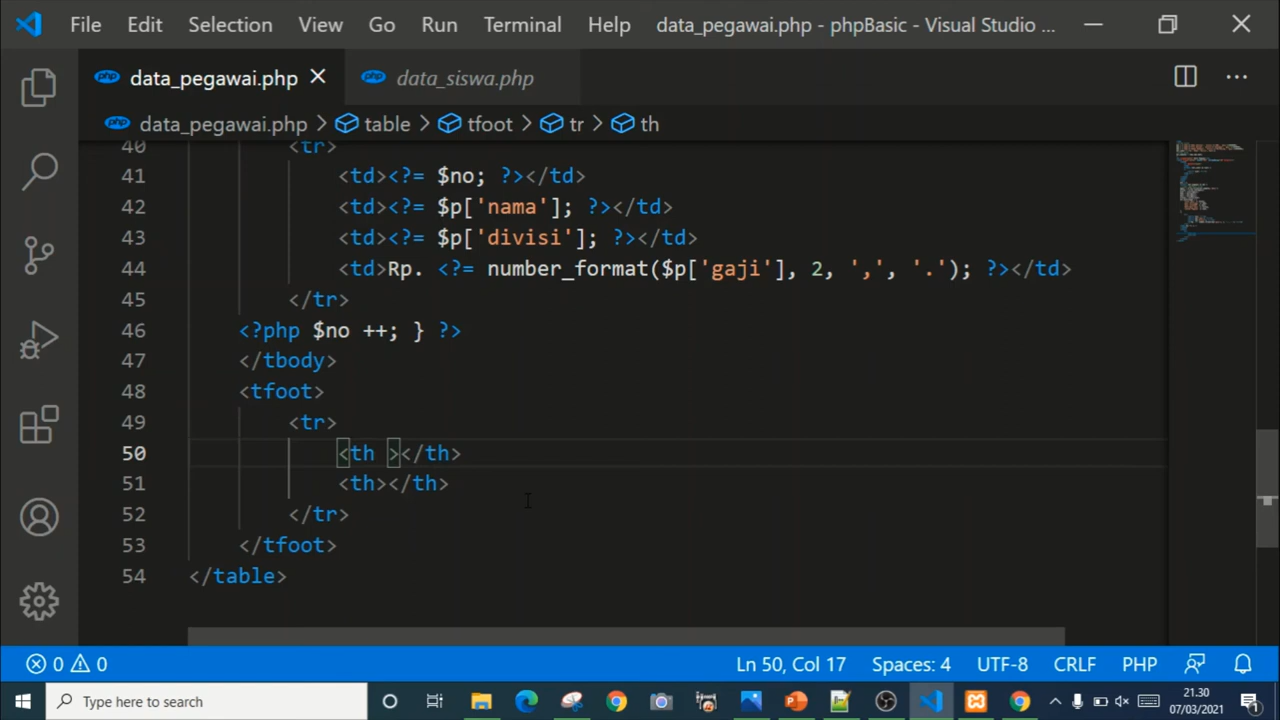 File Edit Selection View Go Run Terminal Help data_pegawai.php - phpBasic - Visual Studio ...
data_pegawai.php data_siswa.php
data_pegawai.php > table > tfoot > tr > th
40 <tr>
41 <td><?= $no; ?></td>
42 <td><?= $p['nama']; ?></td>
43 <td><?= $p['divisi']; ?></td>
44 <td>Rp. <?= number_format($p['gaji'], 2, ',', '.'); ?></td>
45 </tr>
46 <?php $no ++; } ?>
47 </tbody>
48 <tfoot>
49 <tr>
50 <th ></th>
51 <th></th>
52 </tr>
53 </tfoot>
54 </table>
0 0 Ln 50, Col 17 Spaces: 4 UTF-8 CRLF PHP
Type here to search
21.30
07/03/2021
1